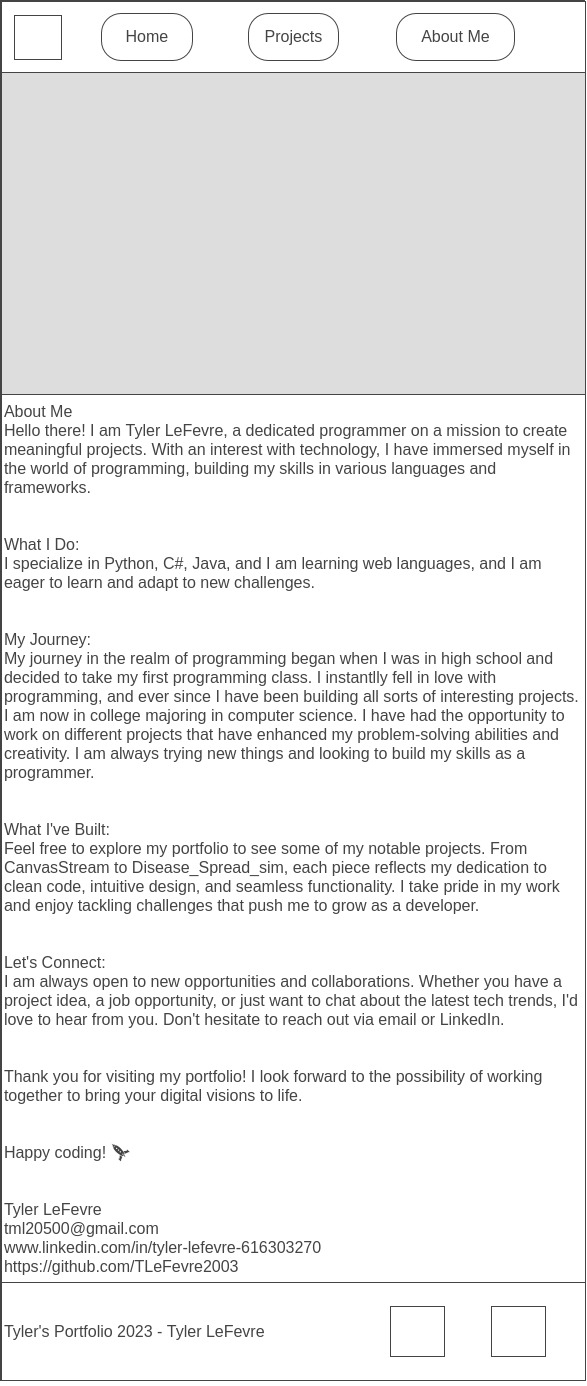 Home
Projects
About Me
About Me
Hello there! I am Tyler LeFevre, a dedicated programmer on a mission to create
meaningful projects. With an interest with technology, I have immersed myself in
the world of programming, building my skills in various languages and
frameworks.
What I Do:
I specialize in Python, C#, Java, and I am learning web languages, and I am
eager to learn and adapt to new challenges.
My Journey:
My journey in the realm of programming began when I was in high school and
decided to take my first programming class. I instantlly fell in love with
programming, and ever since I have been building all sorts of interesting projects.
I am now in college majoring in computer science. I have had the opportunity to
work on different projects that have enhanced my problem-solving abilities and
creativity. I am always trying new things and looking to build my skills as a
programmer.
What I've Built:
Feel free to explore my portfolio to see some of my notable projects. From
CanvasStream to Disease_Spread_sim, each piece reflects my dedication to
clean code, intuitive design, and seamless functionality. I take pride in my work
and enjoy tackling challenges that push me to grow as a developer.
Let's Connect:
I am always open to new opportunities and collaborations. Whether you have a
project idea, a job opportunity, or just want to chat about the latest tech trends, I'd
love to hear from you. Don't hesitate to reach out via email or LinkedIn.
Thank you for visiting my portfolio! I look forward to the possibility of working
together to bring your digital visions to life.
Happy coding! 🚀
Tyler LeFevre
tml20500@gmail.com
www.linkedin.com/in/tyler-lefevre-616303270
https://github.com/TLeFevre2003
Tyler's Portfolio 2023 - Tyler LeFevre